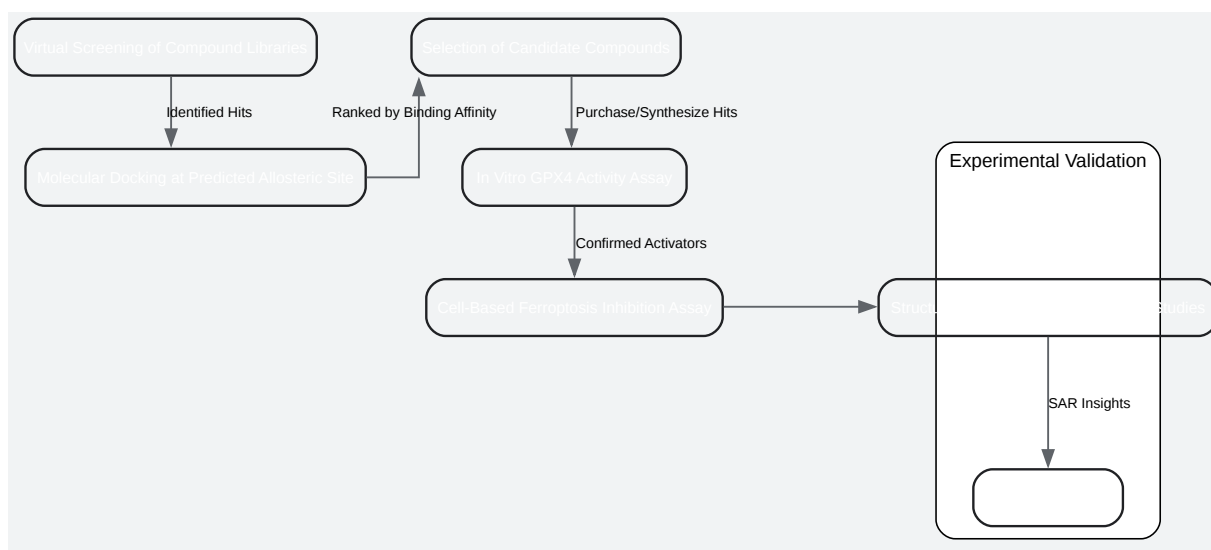 Virtual Screening of Compound Libraries
Selection of Candidate Compounds
Identified Hits
Ranked by Binding Affinity
Purchase/Synthesize Hits
Experimental Validation
Molecular Docking at Predicted Allosteric Site
In Vitro GPX4 Activity Assay
Confirmed Activators
Cell-Based Ferroptosis Inhibition Assay
Struct
Studies
SAR Insights